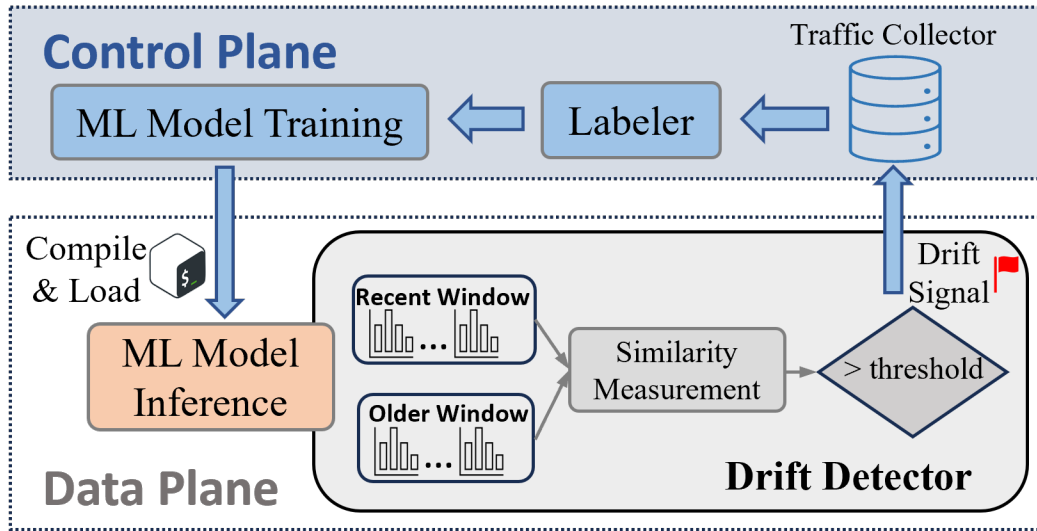 Control Plane
Traffic Collector
ML Model Training
Labeler
Compile
& Load
$_
Drift
Signal
ML Model
Inference
Recent Window
...
Older Window
...
Similarity
Measurement
> threshold
Drift Detector
Data Plane